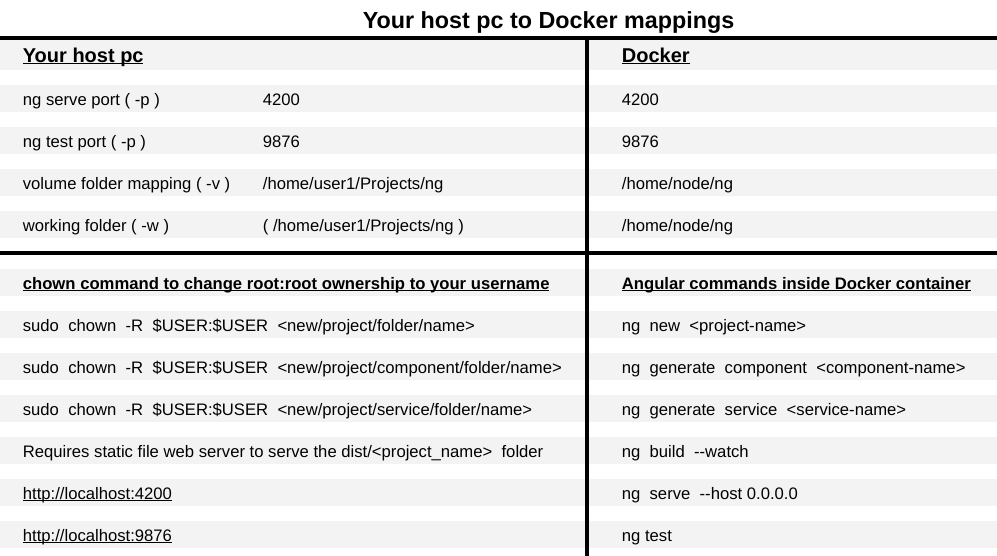 Your host pc to Docker mappings
Your host pc Docker
ng serve port ( -p ) 4200 4200
ng test port ( -p ) 9876 9876
volume folder mapping ( -v ) /home/user1/Projects/ng /home/node/ng
working folder ( -w ) ( /home/user1/Projects/ng ) /home/node/ng
chown command to change root:root ownership to your username Angular commands inside Docker container
sudo chown -R $USER:$USER <new/project/folder/name> ng new <project-name>
sudo chown -R $USER:$USER <new/project/component/folder/name> ng generate component <component-name>
sudo chown -R $USER:$USER <new/project/service/folder/name> ng generate service <service-name>
Requires static file web server to serve the dist/<project_name> folder ng build --watch
http://localhost:4200 ng serve --host 0.0.0.0
http://localhost:9876 ng test